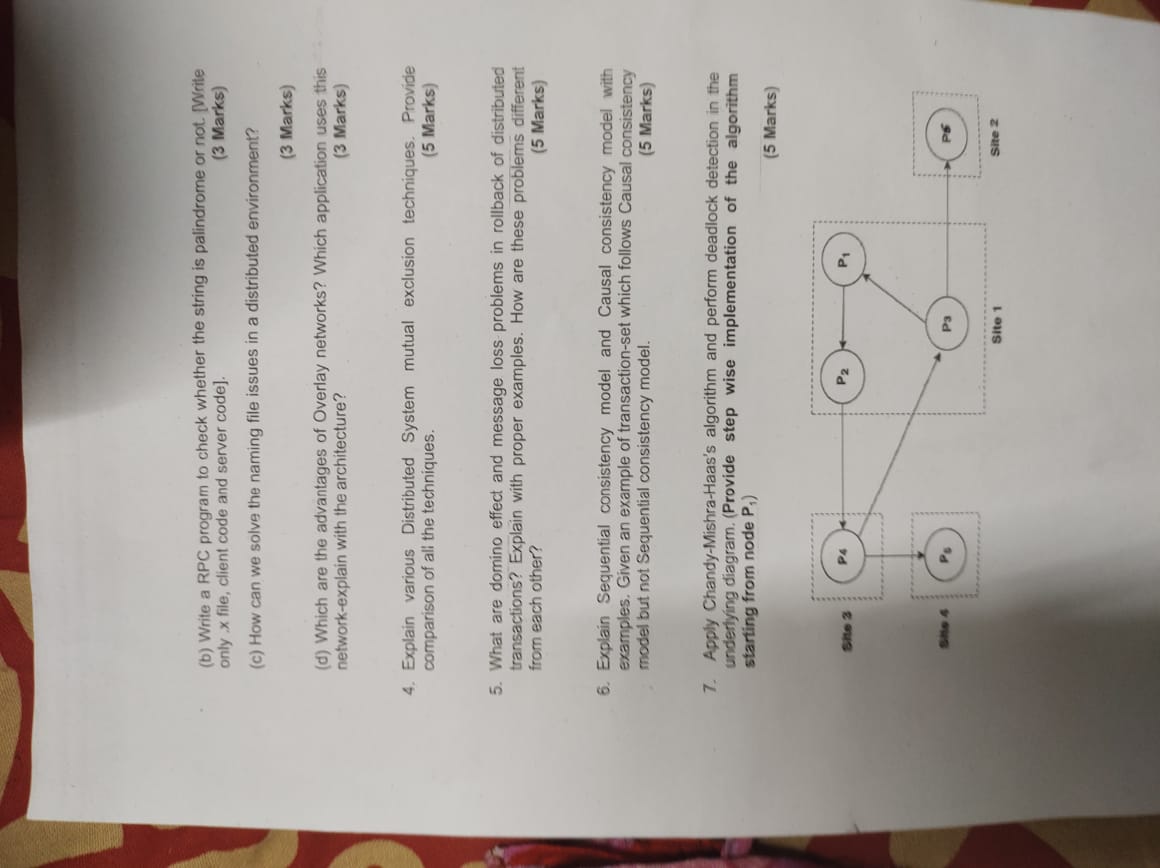 (b) Write a RPC program to check whether the string is palindrome or not. [Write
only .x file, client code and server code]. (3 Marks)
(c) How can we solve the naming file issues in a distributed environment?
(3 Marks)
(d) Which are the advantages of Overlay networks? Which application uses this
network-explain with the architecture? (3 Marks)
4. Explain various Distributed System mutual exclusion techniques. Provide
comparison of all the techniques. (5 Marks)
5. What are domino effect and message loss problems in rollback of distributed
transactions? Explain with proper examples. How are these problems different
from each other? (5 Marks)
6. Explain Sequential consistency model and Causal consistency model with
examples. Given an example of transaction-set which follows Causal consistency
model but not Sequential consistency model. (5 Marks)
7. Apply Chandy-Mishra-Haas's algorithm and perform deadlock detection in the
underlying diagram. (Provide step wise implementation of the algorithm
starting from node P₁)
(5 Marks)
Site 3 P4 P2 P1
Site 4 P3
Site 1 Site 2